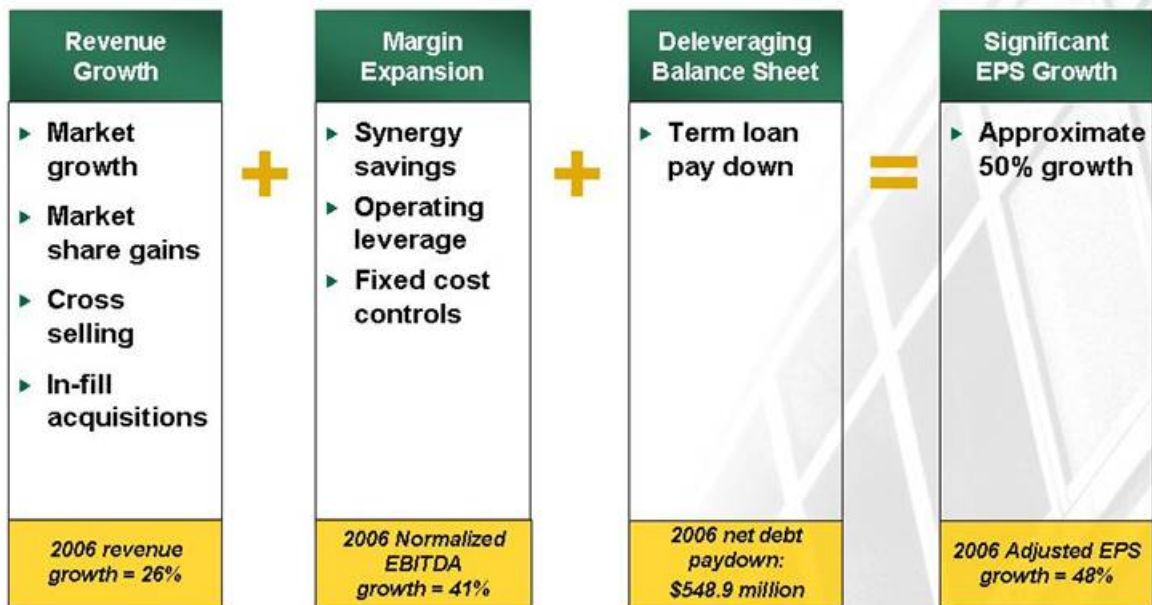 Revenue
Growth
Market
growth
Market
share gains
Cross
selling
In-fill
acquisitions
2006 revenue
growth = 26%
+
Margin
Expansion
Synergy
savings
Operating
leverage
Fixed cost
controls
2006 Normalized
EBITDA
growth = 41%
+
Deleveraging
Balance Sheet
Term loan
pay down
2006 net debt
paydown:
$548.9 million
=
Significant
EPS Growth
Approximate
50% growth
2006 Adjusted EPS
growth = 48%